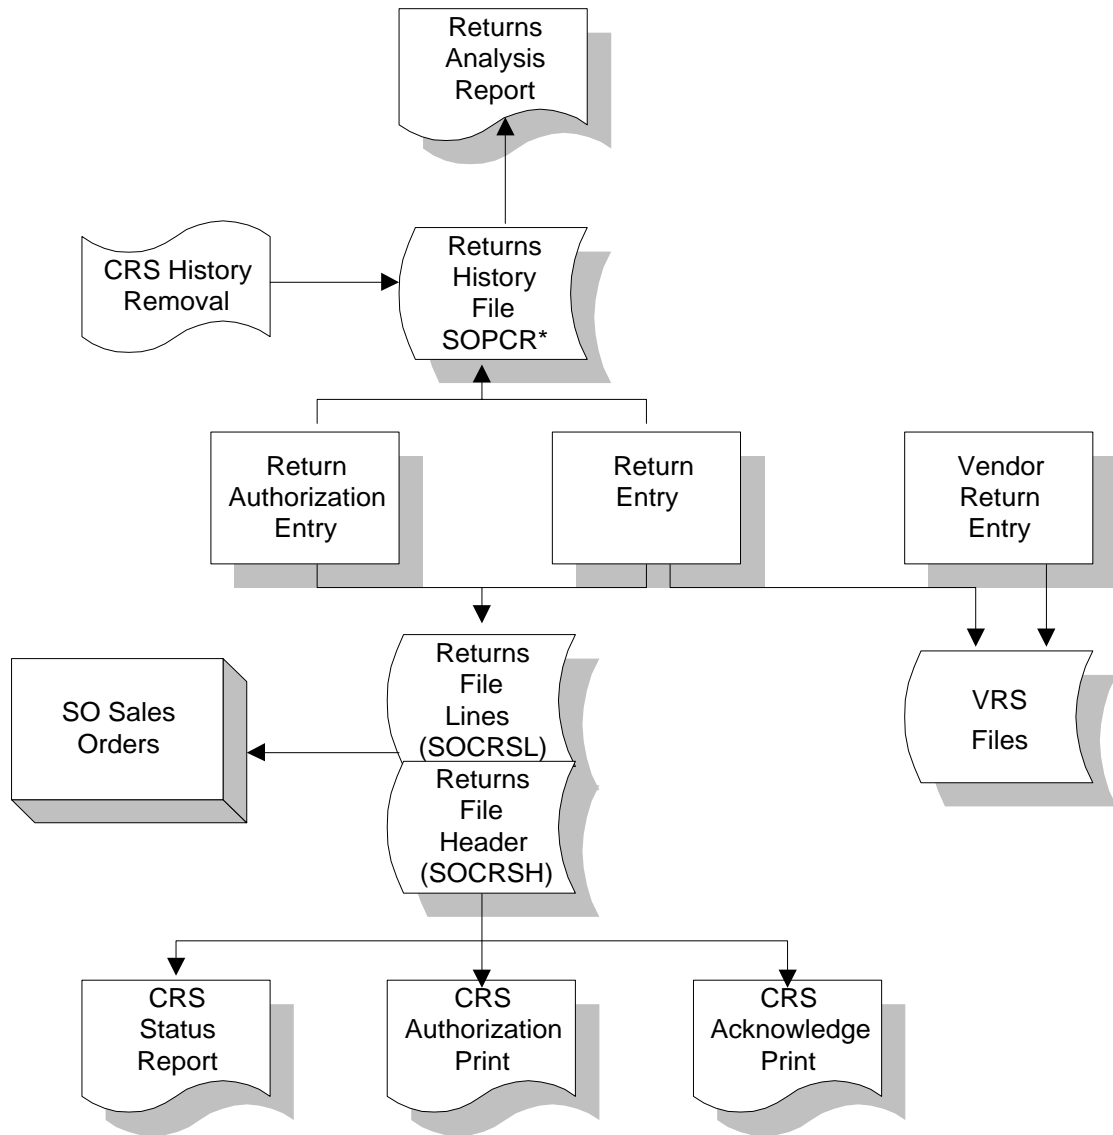 Returns
Analysis
Report
CRS History
Removal
Returns
History
File
SOPCR*
Return
Authorization
Entry
Return
Entry
Vendor
Return
Entry
SO Sales
Orders
Returns
File
Lines
(SOCRSL)
Returns
File
Header
(SOCRSH)
VRS
Files
CRS
Status
Report
CRS
Authorization
Print
CRS
Acknowledge
Print